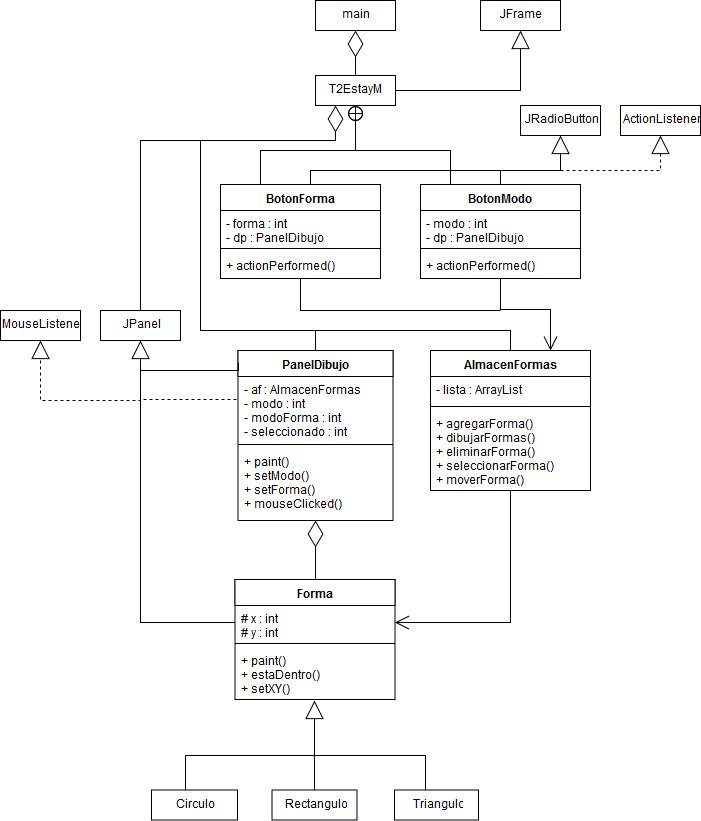 main
JFrame
T2EstayM
JRadioButton
ActionListener
BotonForma
- forma : int
- dp : PanelDibujo
+ actionPerformed()
BotonModo
- modo : int
- dp : PanelDibujo
+ actionPerformed()
MouseListene
JPanel
PanelDibujo
- af : AlmacenFormas
- modo : int
- modoForma : int
- seleccionado : int
+ paint()
+ setModo()
+ setForma()
+ mouseClicked()
AlmacenFormas
- lista : ArrayList
+ agregarForma()
+ dibujarFormas()
+ eliminarForma()
+ seleccionarForma()
+ moverForma()
Forma
# x : int
# y : int
+ paint()
+ estaDentro()
+ setXY()
Circulo
Rectangulo
Triangulo